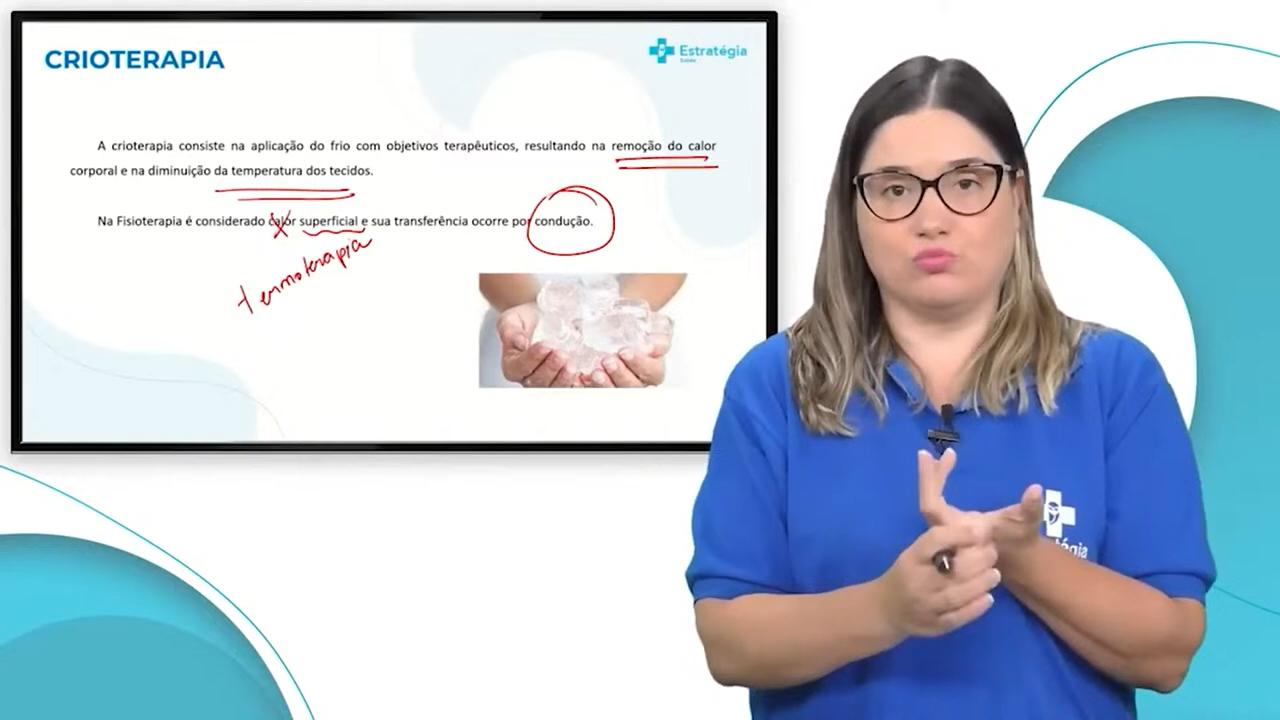 CRIOTERAPIA
Estratégia
Saúde
A crioterapia consiste na aplicação do frio com objetivos terapêuticos, resultando na remoção do calor
corporal e na diminuição da temperatura dos tecidos.
Na Fisioterapia é considerado calor superficial e sua transferência ocorre por condução.
termoterapia
tégia